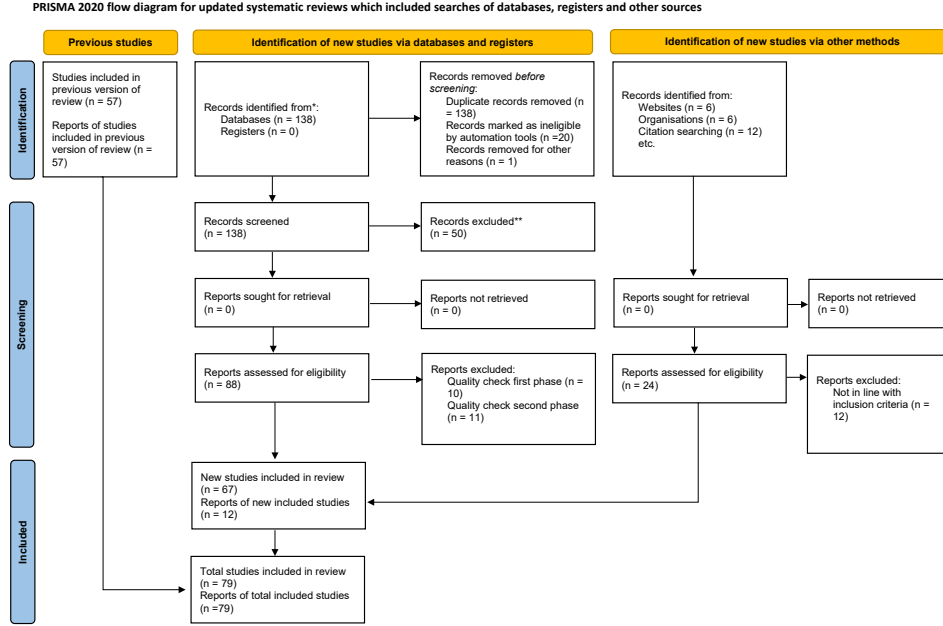 PRISMA 2020 flow diagram for updated systematic reviews which included searches of databases, registers and other sources
Previous studies
Identification of new studies via databases and registers
Identification of new studies via other methods
Identification
Studies included in
previous version of
review (n = 57)
Reports of studies
included in previous
version of review (n =
57)
Records identified from*:
Databases (n = 138)
Registers (n = 0)
Records removed before
screening:
Duplicate records removed (n
= 138)
Records marked as ineligible
by automation tools (n =20)
Records removed for other
reasons (n = 1)
Records identified from:
Websites (n = 6)
Organisations (n = 6)
Citation searching (n = 12)
etc.
Screening
Records screened
(n = 138)
Records excluded**
(n = 50)
Reports sought for retrieval
(n = 0)
Reports not retrieved
(n = 0)
Reports sought for retrieval
(n = 0)
Reports not retrieved
(n = 0)
Reports assessed for eligibility
(n = 88)
Reports excluded:
Quality check first phase (n =
10)
Quality check second phase
(n = 11)
Reports assessed for eligibility
(n = 24)
Reports excluded:
Not in line with
inclusion criteria (n =
12)
Included
New studies included in review
(n = 67)
Reports of new included studies
(n = 12)
Total studies included in review
(n = 79)
Reports of total included studies
(n =79)